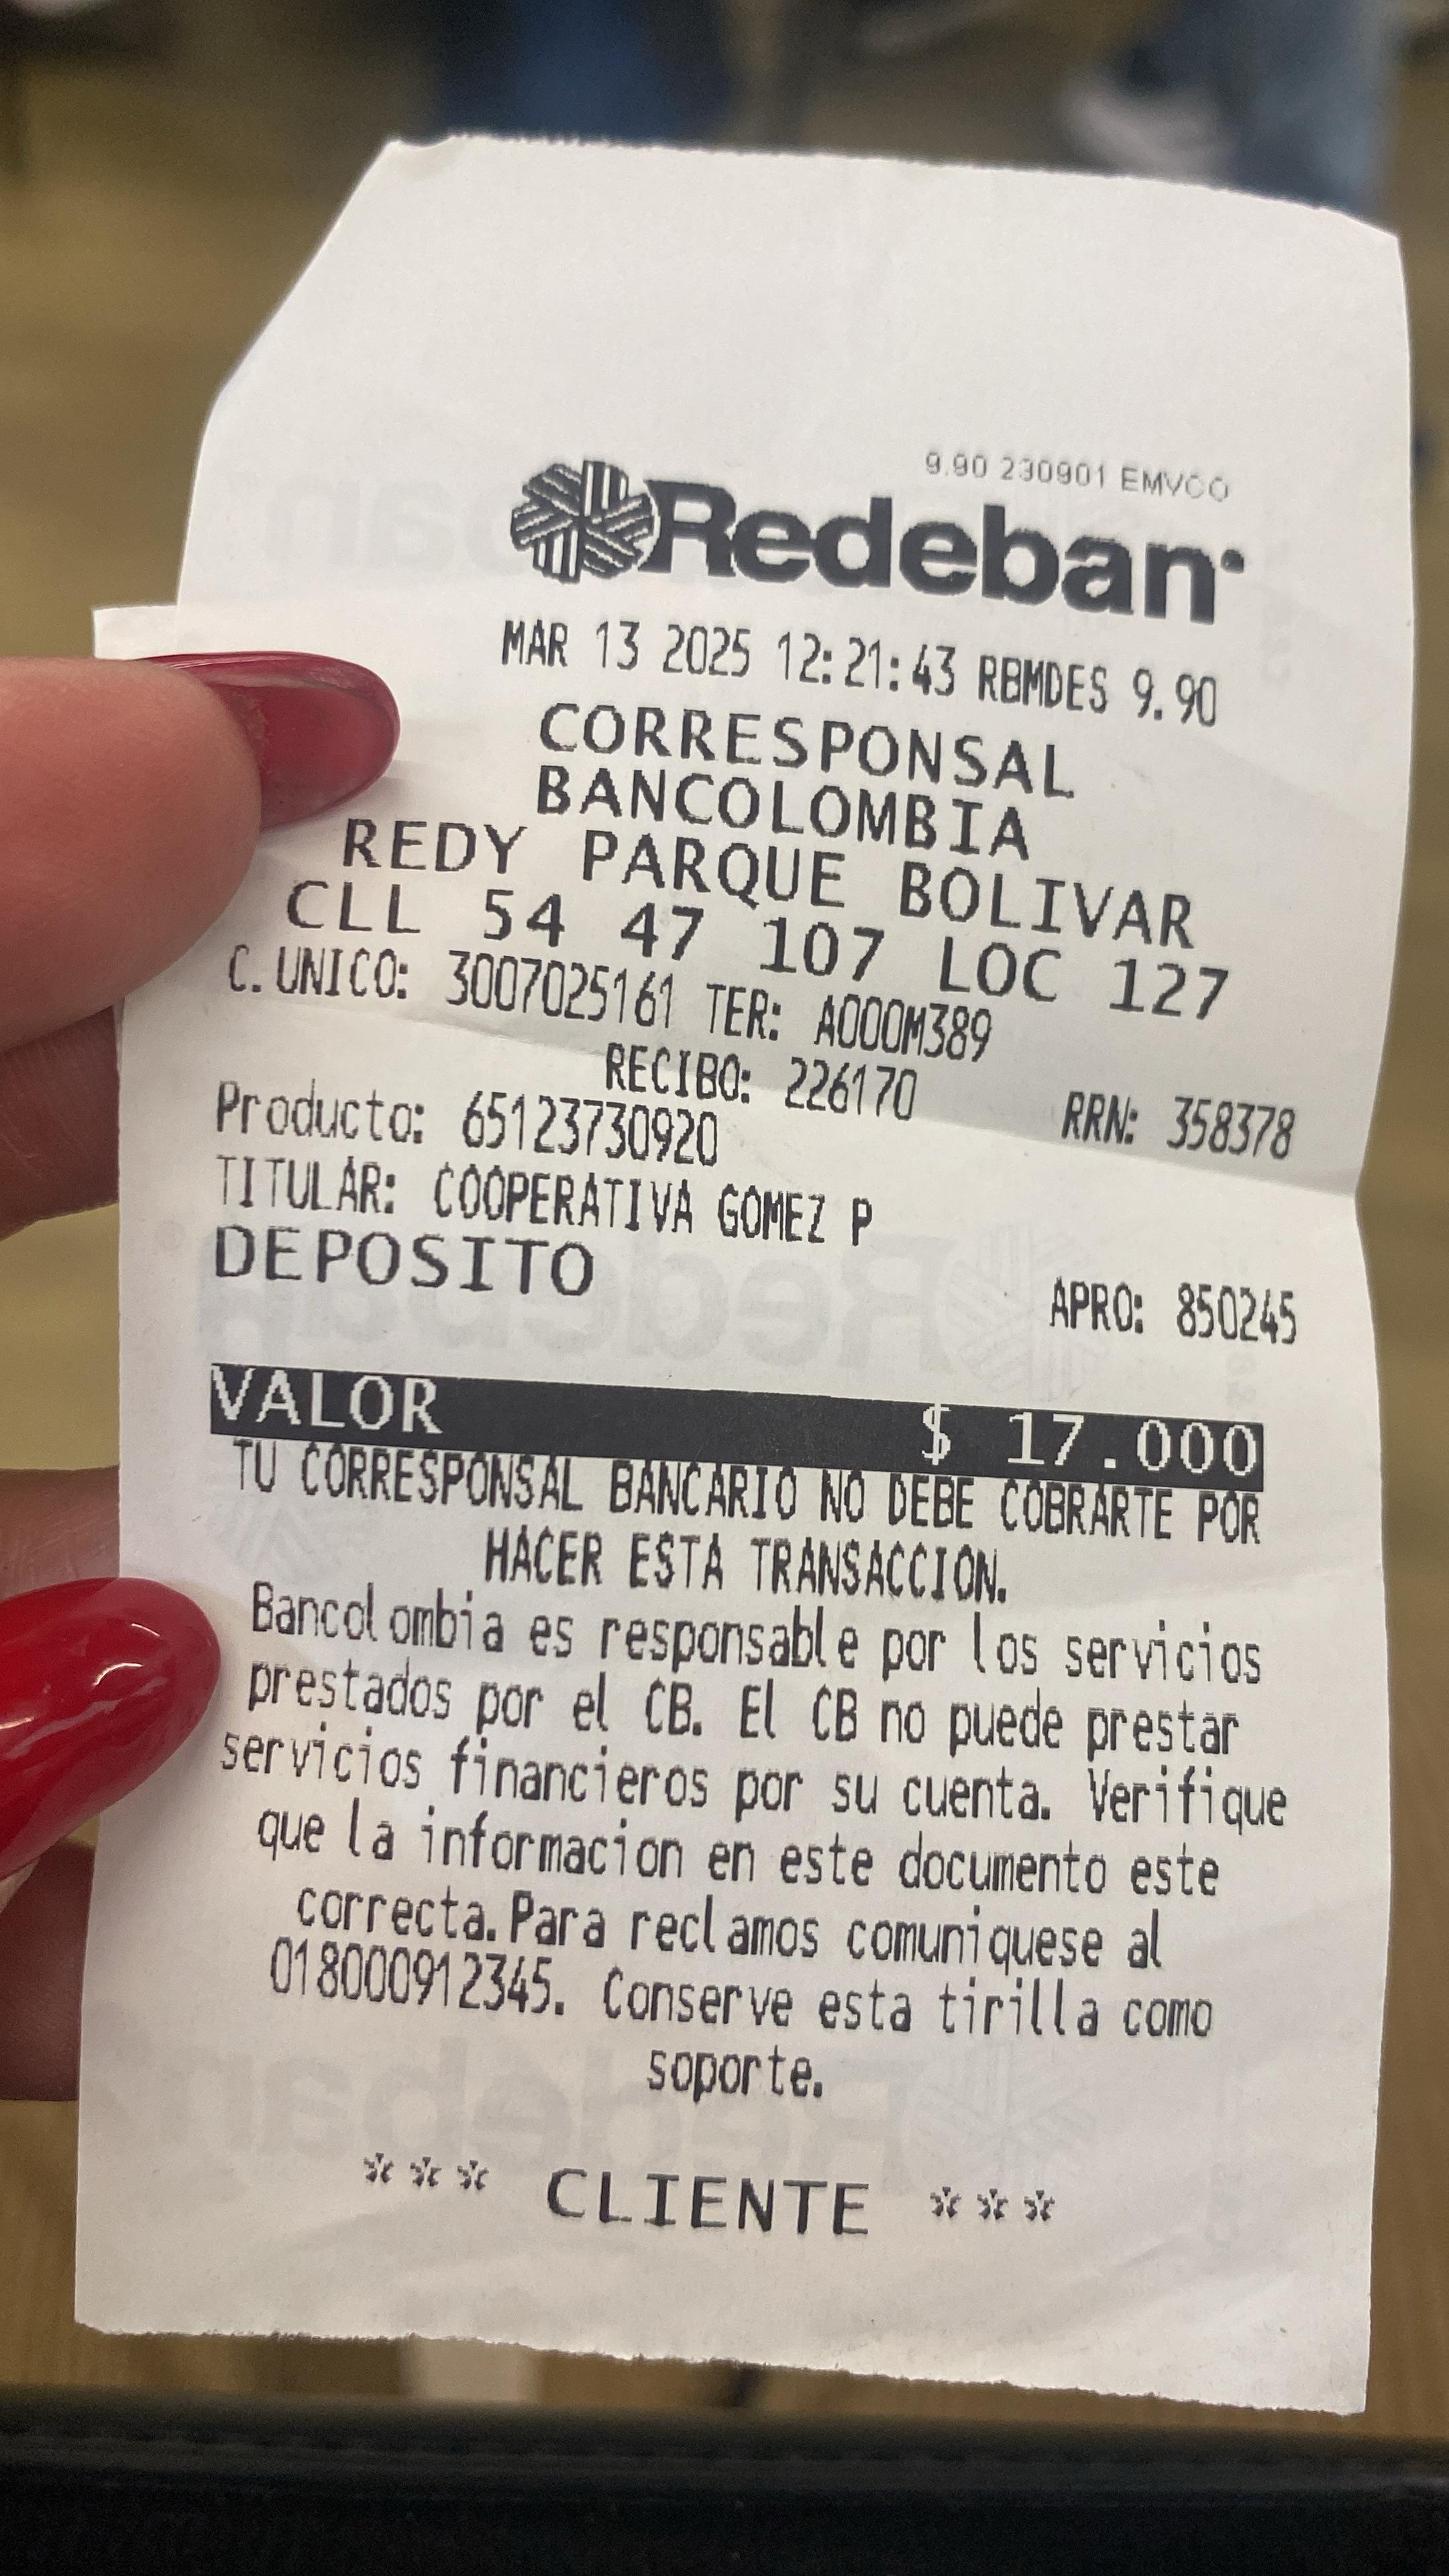 9.90 230901 EMVCO
Redeban
MAR 13 2025 12:21:43 RBMDES 9.90
CORRESPONSAL
BANCOLOMBIA
REDY PARQUE BOLIVAR
CLL 54 47 107 LOC 127
C. UNICO: 3007025161 TER: A000M389
RECIBO: 226170 RRN: 358378
Producto: 65123730920
TITULAR: COOPERATIVA GOMEZ P
DEPOSITO APRO: 850245
VALOR $ 17.000
TU CORRESPONSAL BANCARIO NO DEBE COBRARTE POR
HACER ESTA TRANSACCION.
Bancolombia es responsable por los servicios
prestados por el CB. El CB no puede prestar
servicios financieros por su cuenta. Verifique
que la informacion en este documento este
correcta. Para reclamos comuniquese al
018000912345. Conserve esta tirilla como
soporte.
*** CLIENTE ***